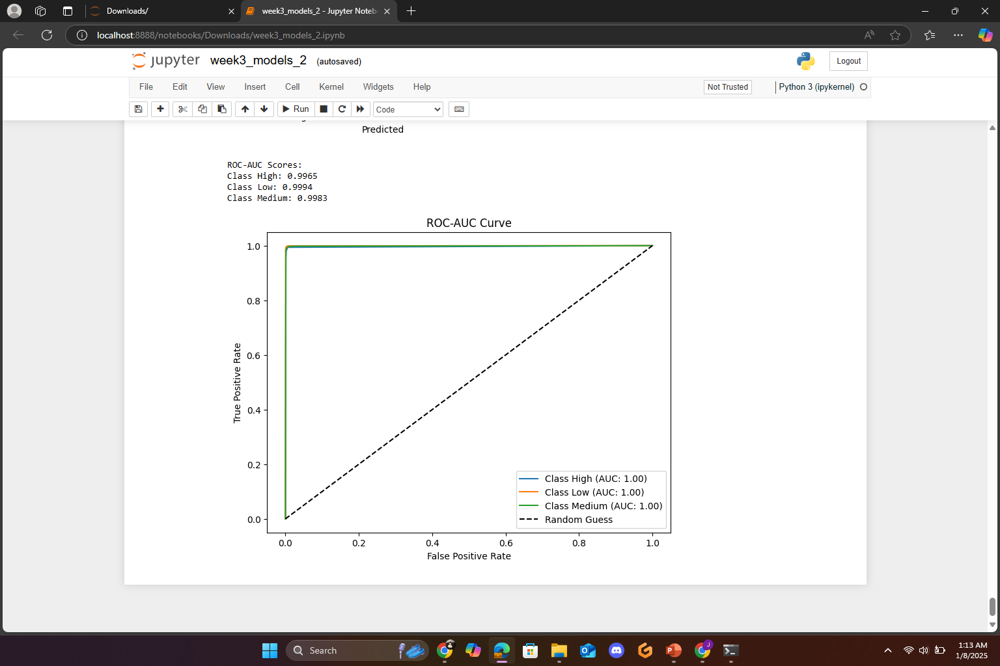 Downloads/
week3_models_2 - Jupyter Noteb
localhost:8888/notebooks/Downloads/week3_models_2.ipynb
jupyter week3_models_2 (autosaved)
Logout
File Edit View Insert Cell Kernel Widgets Help
Not Trusted
Python 3 (ipykernel)
Run
Code
Predicted
ROC-AUC Scores:
Class High: 0.9965
Class Low: 0.9994
Class Medium: 0.9983
ROC-AUC Curve
1.0
0.8
0.6
0.4
0.2
0.0
True Positive Rate
Class High (AUC: 1.00)
Class Low (AUC: 1.00)
Class Medium (AUC: 1.00)
Random Guess
0.0 0.2 0.4 0.6 0.8 1.0
False Positive Rate
Search
1:13 AM
1/8/2025